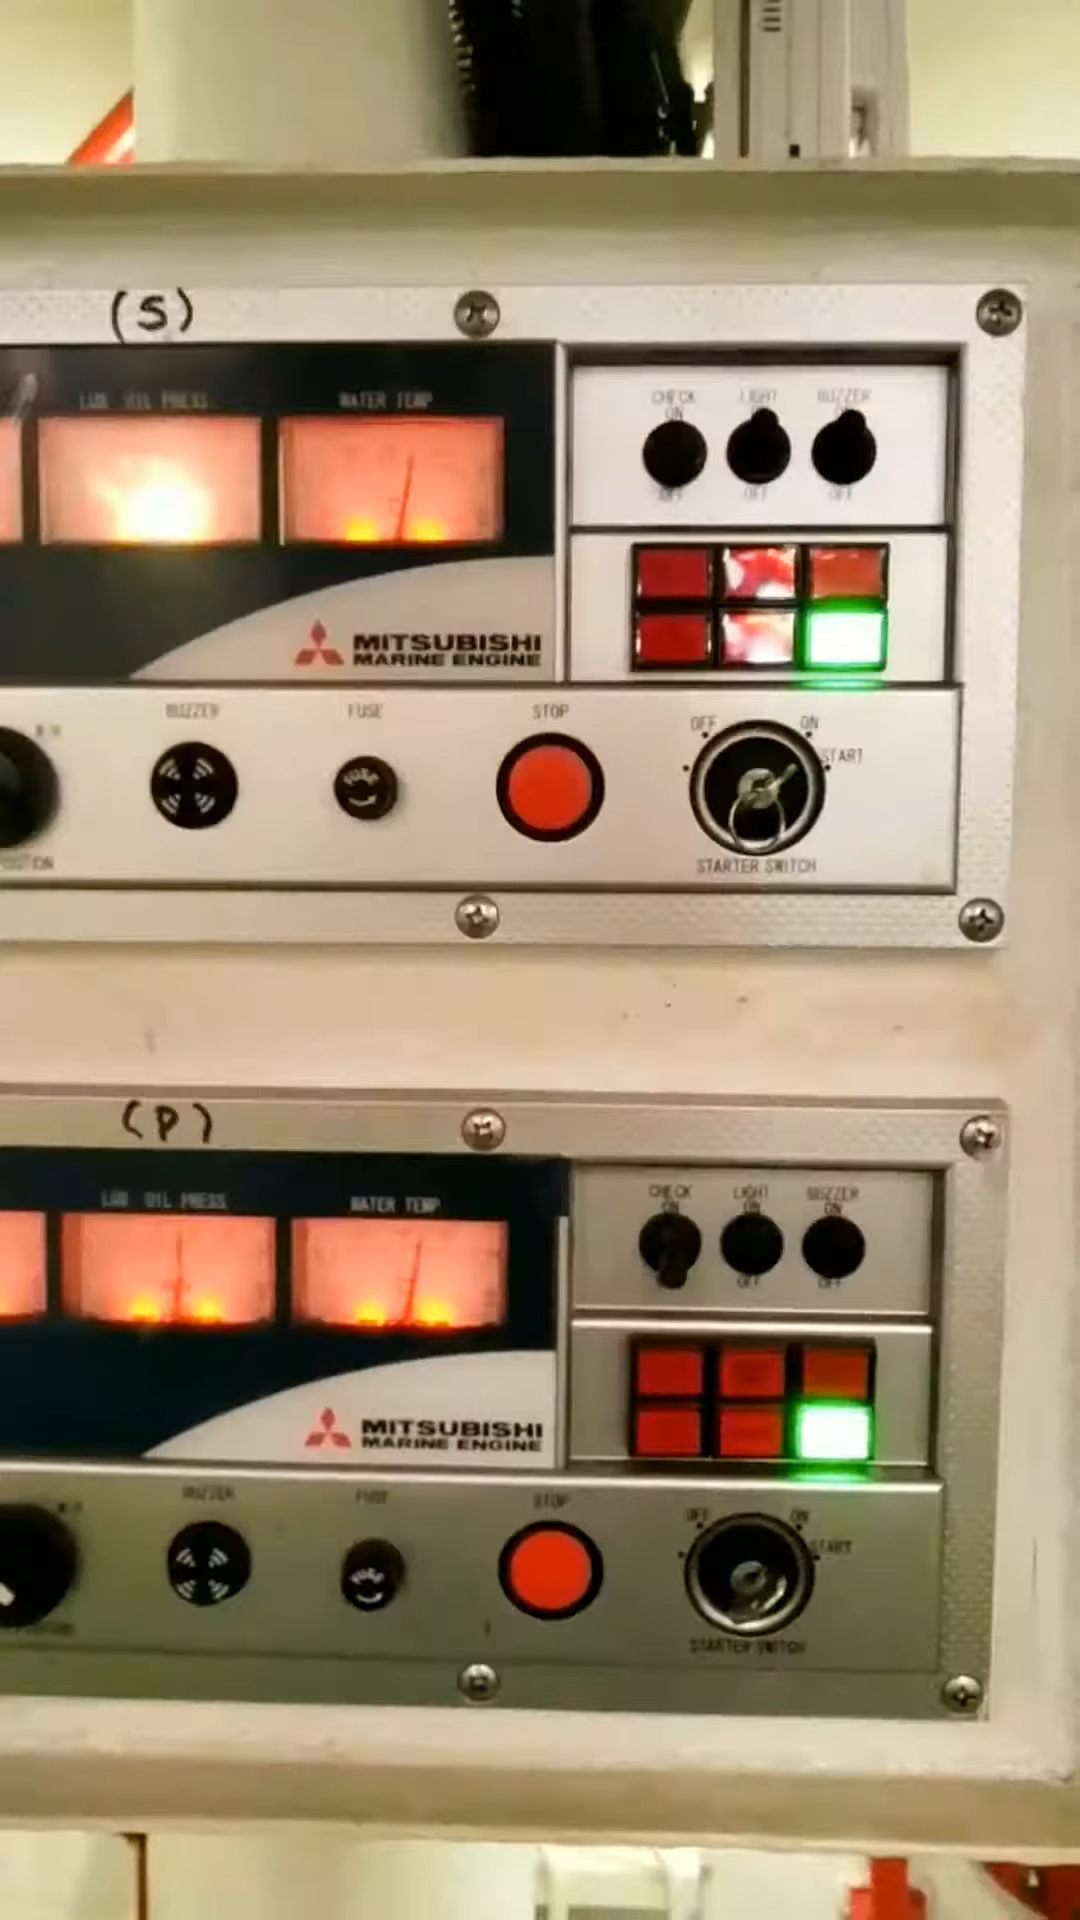 (S)
LUB OIL PRESS WATER TEMP
CHECK LIGHT BUZZER
ON
OFF OFF OFF
MITSUBISHI
MARINE ENGINE
BUZZER FUSE STOP OFF ON
START
FUSE
STARTER SWITCH
(P)
LUB OIL PRESS WATER TEMP
CHECK LIGHT BUZZER
ON ON ON
OFF OFF
MITSUBISHI
MARINE ENGINE
BUZZER FUSE STOP OFF ON
START
FUSE
STARTER SWITCH